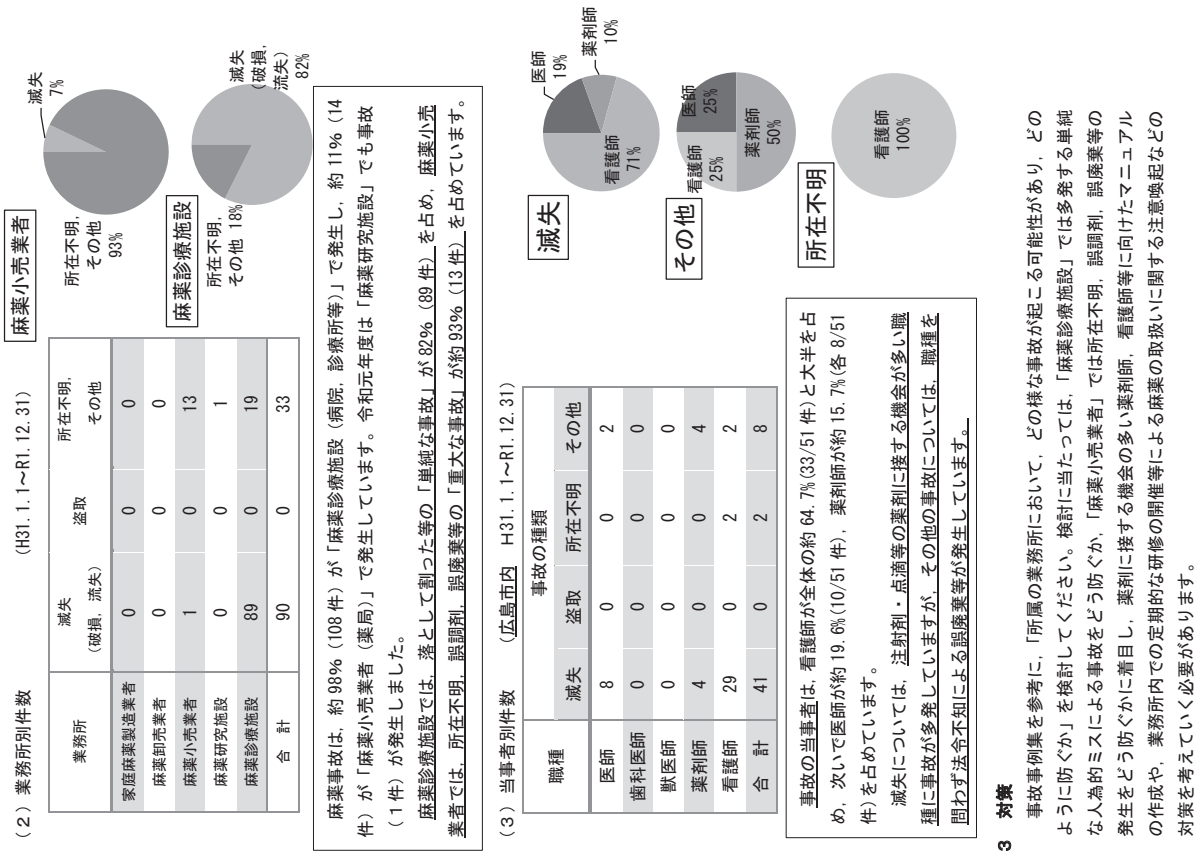 (2) 業務所別件数 (H31.1.1~R1.12.31)
業務所 滅失 盗取 所在不明,
(破損, 流失) その他
家庭麻薬製造業者 0 0 0
麻薬卸売業者 0 0 0
麻薬小売業者 1 0 13
麻薬研究施設 0 0 1
麻薬診療施設 89 0 19
合 計 90 0 33
麻薬小売業者
滅失
7%
所在不明,
その他
93%
麻薬診療施設
所在不明,
その他 18%
滅失
(破損,
流失)
82%
麻薬事故は, 約98% (108件) が「麻薬診療施設 (病院, 診療所等)」で発生し, 約11% (14
件) が「麻薬小売業者 (薬局)」で発生しています。令和元年度は「麻薬研究施設」でも事故
(1件) が発生しました。
麻薬診療施設では, 落として割った等の「単純な事故」が82% (89件) を占め, 麻薬小売
業者では, 所在不明, 誤調剤, 誤廃棄等の「重大な事故」が約93% (13件) を占めています。
(3) 当事者別件数 (広島市内 H31.1.1~R1.12.31)
職種 事故の種類
滅失 盗取 所在不明 その他
医師 8 0 0 2
歯科医師 0 0 0 0
獣医師 0 0 0 0
薬剤師 4 0 0 4
看護師 29 0 2 2
合 計 41 0 2 8
滅失
医師
19%
薬剤師
10%
看護師
71%
その他
医師
25%
看護師
25%
薬剤師
50%
所在不明
看護師
100%
事故の当事者は, 看護師が全体の約64.7%(33/51件)と大半を占
め, 次いで医師が約19.6%(10/51件), 薬剤師が約15.7%(各8/51
件)を占めています。
滅失については, 注射剤・点滴等の薬剤に接する機会が多い職
種に事故が多発していますが, その他の事故については, 職種を
問わず法令不知による誤廃棄等が発生しています。
3 対策
事故事例集を参考に,「所属の業務所において, どの様な事故が起こる可能性があり, どの
ように防ぐか」を検討してください。検討に当たっては,「麻薬診療施設」では多発する単純
な人為的ミスによる事故をどう防ぐか,「麻薬小売業者」では所在不明, 誤調剤, 誤廃棄等の
発生をどう防ぐかに着目し, 薬剤に接する機会の多い薬剤師, 看護師等に向けたマニュアル
の作成や, 業務所内での定期的な研修の開催等による麻薬の取扱いに関する注意喚起などの
対策を考えていく必要があります。